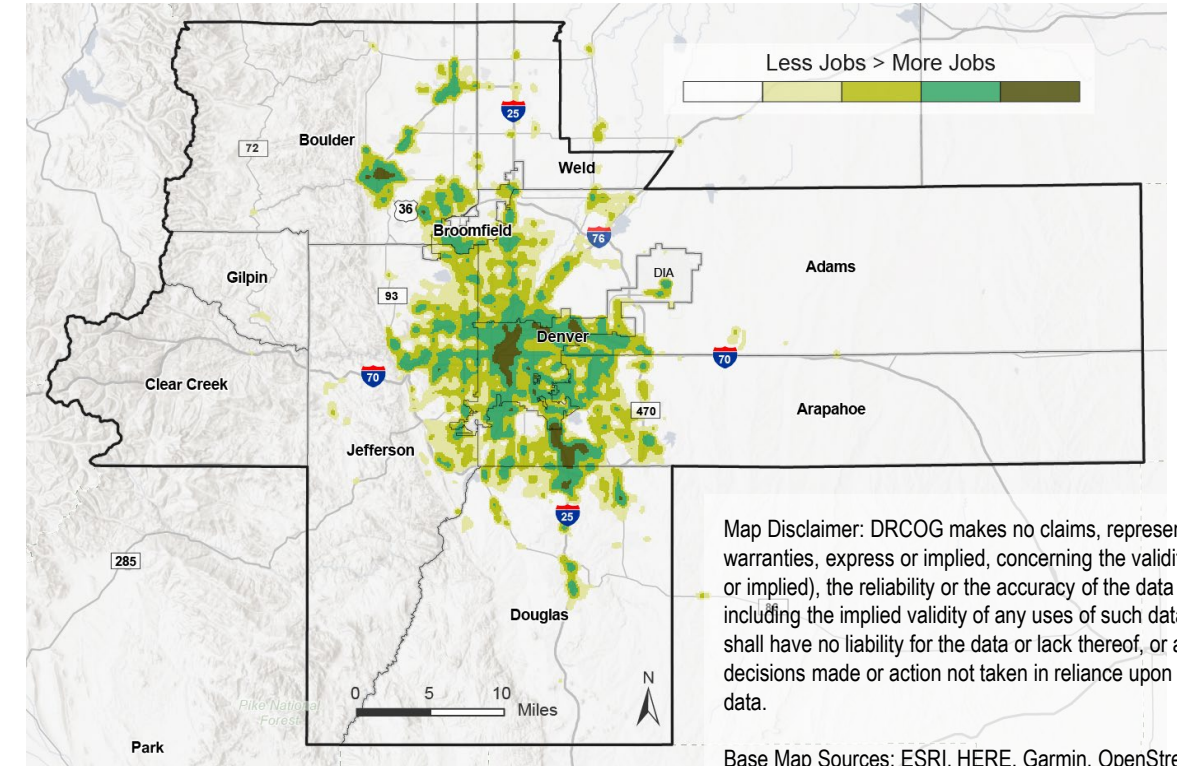 Less Jobs > More Jobs
25
Boulder
72
Weld
36
Broomfield
76
DIA
Adams
Gilpin
93
Denver
70
70
Clear Creek
470
Arapahoe
Jefferson
25
285
Douglas
0 5 10
Miles
N
Pike National
Forest
Park
Map Disclaimer: DRCOG makes no claims, represen
warranties, express or implied, concerning the validi
or implied), the reliability or the accuracy of the data
including the implied validity of any uses of such data
shall have no liability for the data or lack thereof, or a
decisions made or action not taken in reliance upon
data.
86
Base Map Sources: ESRI, HERE, Garmin, OpenStre